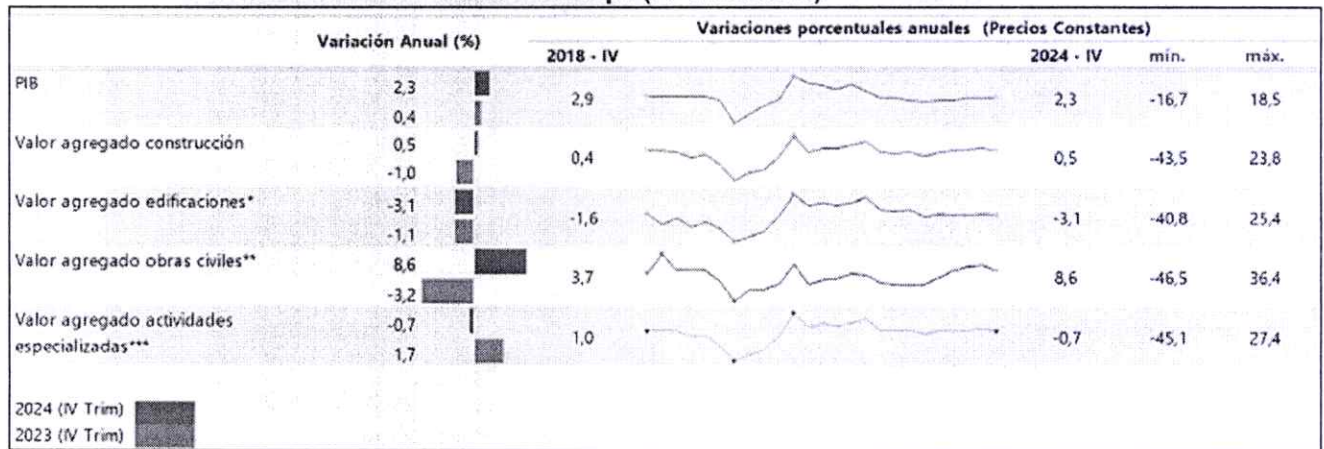 Variación Anual (%)
Variaciones porcentuales anuales (Precios Constantes)
2018 - IV
2024 - IV mín. máx.
PIB
2,3
0,4
2,9
2,3 -16,7 18,5
Valor agregado construcción
0,5
-1,0
0,4
0,5 -43,5 23,8
Valor agregado edificaciones*
-3,1
-1,1
-1,6
-3,1 -40,8 25,4
Valor agregado obras civiles**
8,6
-3,2
3,7
8,6 -46,5 36,4
Valor agregado actividades
especializadas***
-0,7
1,7
1,0
-0,7 -45,1 27,4
2024 (IV Trim)
2023 (IV Trim)